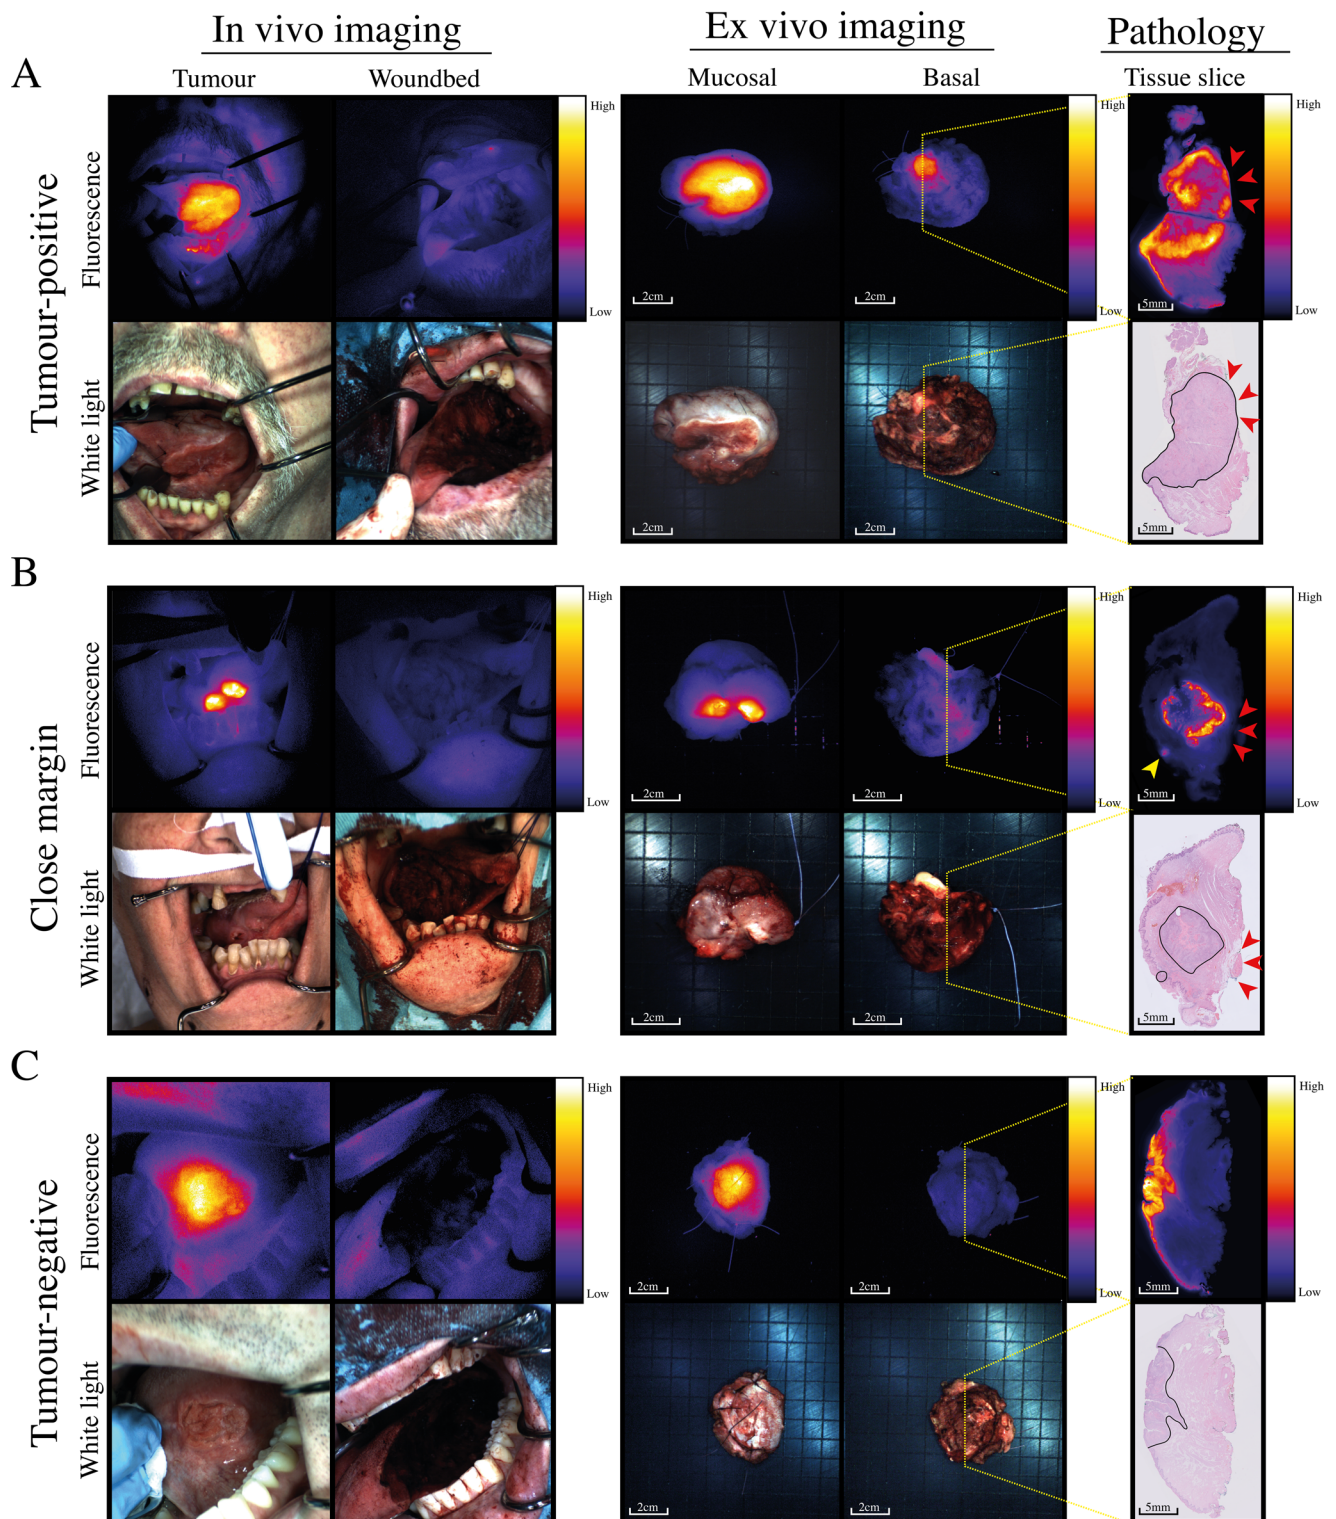 In vivo imaging
Ex vivo imaging
Pathology
A
Tumour
Woundbed
Mucosal
Basal
Tissue slice
Tumour-positive
Fluorescence
High
Low
2cm
2cm
High
Low
5mm
High
Low
White light
2cm
2cm
5mm
B
Close margin
Fluorescence
High
Low
2cm
2cm
High
Low
5mm
High
Low
White light
2cm
2cm
5mm
C
Tumour-negative
Fluorescence
High
Low
2cm
2cm
High
Low
5mm
High
Low
White light
2cm
2cm
5mm